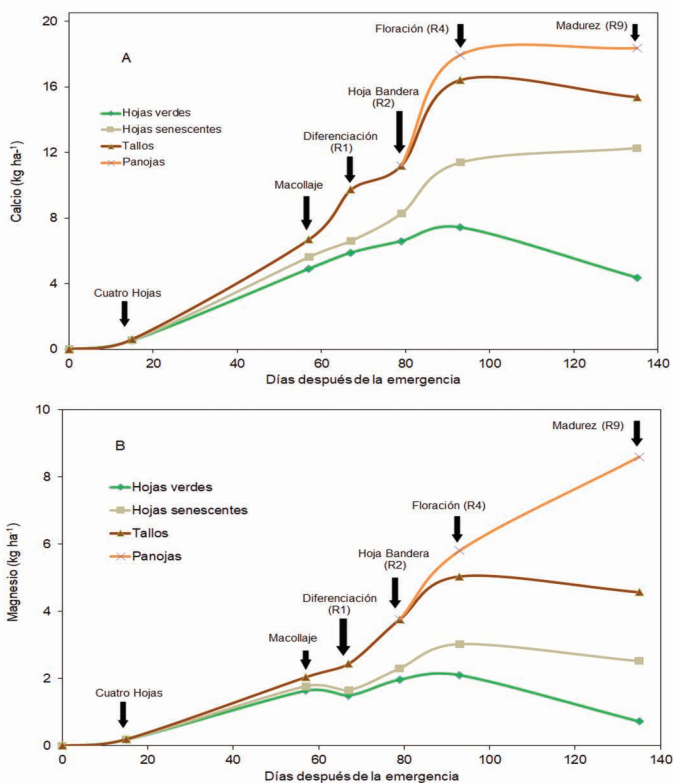 20
16
12
8
4
0
Calcio (kg ha-1)
A
Hojas verdes
Hojas senescentes
Tallos
Panojas
Cuatro Hojas
Macollaje
Diferenciación
(R1)
Hoja Bandera
(R2)
Floración (R4)
Madurez (R9)
0 20 40 60 80 100 120 140
Días después de la emergencia
10
8
6
4
2
0
Magnesio (kg ha-1)
B
Hojas verdes
Hojas senescentes
Tallos
Panojas
Cuatro Hojas
Macollaje
Diferenciación
(R1)
Hoja Bandera
(R2)
Floración (R4)
Madurez (R9)
0 20 40 60 80 100 120 140
Días después de la emergencia